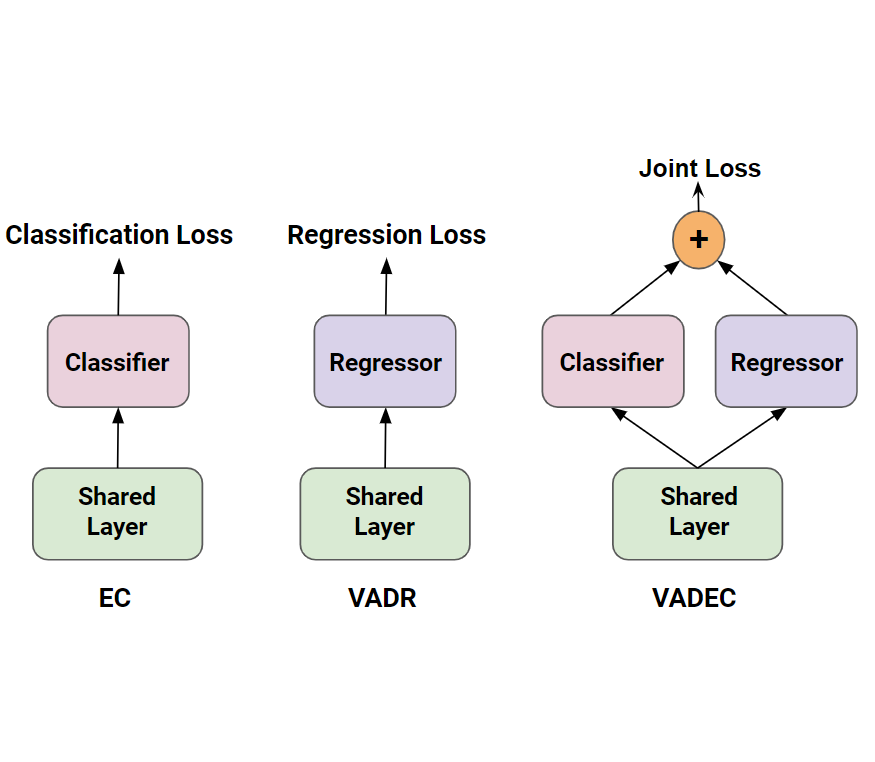 Classification Loss
Classifier
Shared
Layer
EC
Regression Loss
Regressor
Shared
Layer
VADR
Joint Loss
+
Classifier
Regressor
Shared
Layer
VADEC